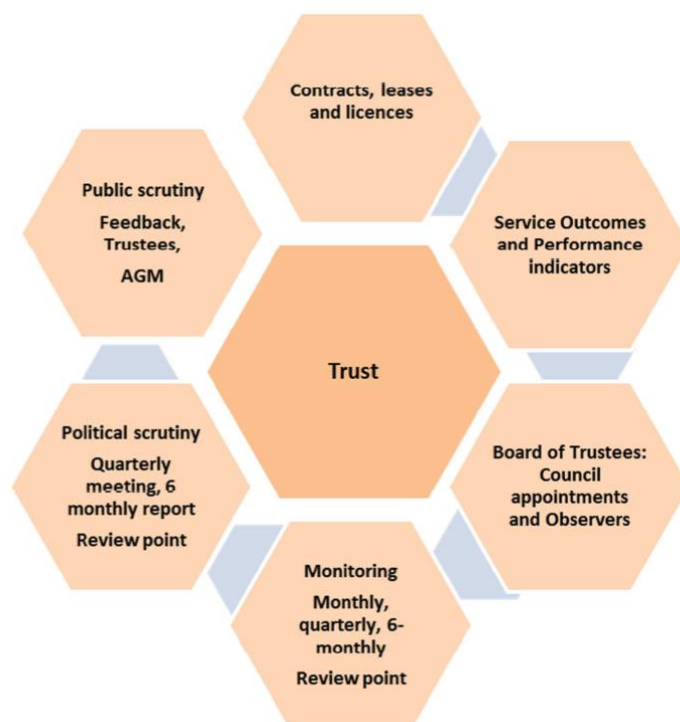 Contracts, leases
and licences
Public scrutiny
Feedback,
Trustees,
AGM
Service Outcomes
and Performance
indicators
Trust
Political scrutiny
Quarterly
meeting, 6
monthly report
Review point
Board of Trustees:
Council
appointments
and Observers
Monitoring
Monthly,
quarterly, 6-
monthly
Review point